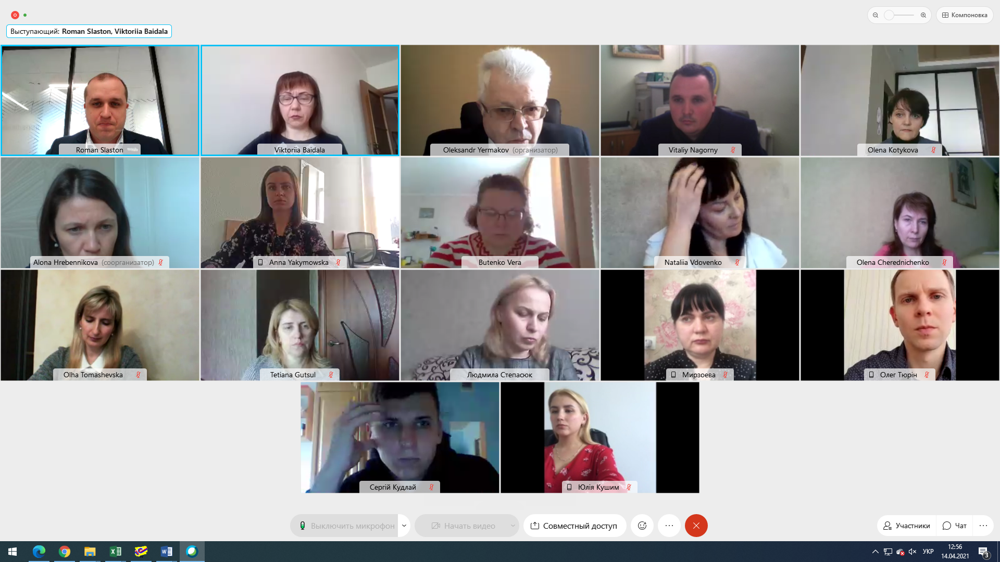 Компоновка
Выступающий: Roman Slaston, Viktoriia Baidala
Roman Slaston
Viktoriia Baidala
Oleksandr Yermakov (организатор)
Vitaliy Nagorny
Olena Kotykova
Alona Hrebennikova (соорганизатор)
Anna Yakymowska
Butenko Vera
Nataliia Vdovenko
Olena Cherednichenko
Olha Tomashevska
Tetiana Gutsul
Людмила Степасюк
Мирзоева
Олег Тюрін
Сергій Кудлай
Юлія Кушим
Выключить микрофон
Начать видео
Совместный доступ
Участники
Чат
УКР
12:56
14.04.2021
3